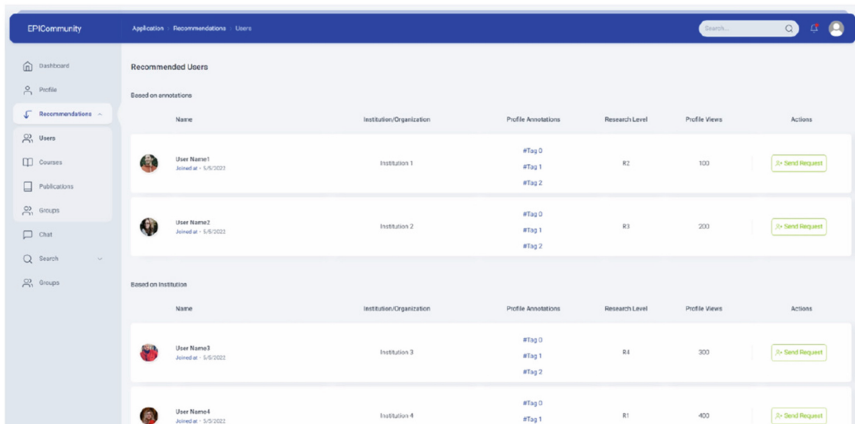 EPICommunity
Application Recommendations Users
Search...
Dashboard
Profile
Recommendations
Users
Courses
Publications
Groups
Chat
Search
Groups
Recommended Users
Based on annotations
Name Institution/Organization Profile Annotations Research Level Profile Views Actions
User Name1
Joined at - 5/5/2022
Institution 1
#Tag 0
#Tag 1
#Tag 2
R2
100
Send Request
User Name2
Joined at - 5/5/2022
Institution 2
#Tag 0
#Tag 1
#Tag 2
R3
200
Send Request
Based on Institution
Name Institution/Organization Profile Annotations Research Level Profile Views Actions
User Name3
Joined at - 5/5/2022
Institution 3
#Tag 0
#Tag 1
#Tag 2
R4
300
Send Request
User Name4
Joined at - 5/5/2022
Institution 4
#Tag 0
#Tag 1
R1
400
Send Request